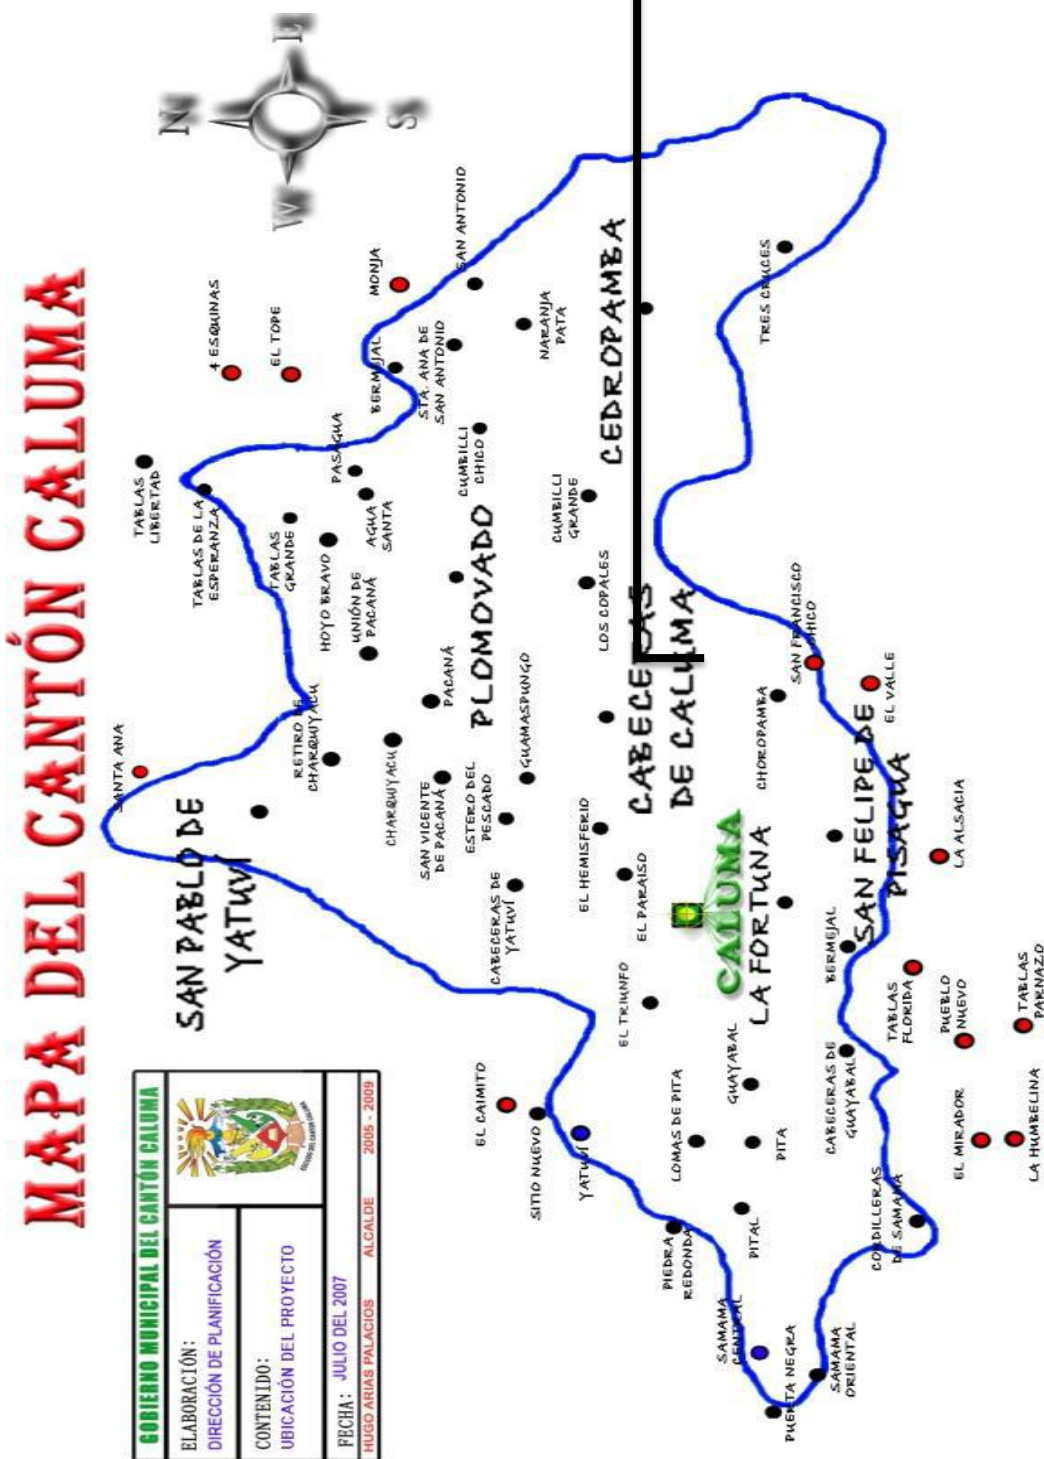 MAPA DEL CANTÓN CALUMA
N
E
S
W
GOBIERNO MUNICIPAL DEL CANTÓN CALUMA
ELABORACIÓN:
DIRECCIÓN DE PLANIFICACIÓN
CONTENIDO:
UBICACIÓN DEL PROYECTO
FECHA: JULIO DEL 2007
HUGO ARIAS PALACIOS ALCALDE 2005 - 2009
SANTA ANA
SAN PABLO DE
YATUVÍ
TABLAS
LIBERTAD
TABLAS DE LA
ESPERANZA
4 ESQUINAS
EL TOPE
TABLAS
GRANDE
HOYO BRAVO
PASAGUA
AGUA
SANTA
UNIÓN DE
PACANÁ
RETIRO DE
CHARQUIYACU
CHARQUIYACU
MONJA
BERMEJAL
STA. ANA DE
SAN ANTONIO
SAN ANTONIO
NARANJA
PATA
CUMBILLI
CHICO
PLOMOVADO
PACANÁ
SAN VICENTE
DE PACANÁ
ESTERO DEL
PESCADO
GUAMASPUNGO
CABECERAS DE
YATUVÍ
CUMBILLI
GRANDE
LOS COPALES
CEDROPAMBA
TRES CRUCES
CABECERAS
DE CALUMA
EL HEMISFERIO
EL PARAISO
EL TRIUNFO
CALUMA
LA FORTUNA
CHOROPAMBA
SAN FRANCISCO
CHICO
EL VALLE
SAN FELIPE DE
PISAGUA
LA ALSACIA
BERMEJAL
TABLAS
FLORIDA
PUEBLO
NUEVO
TABLAS
PARNAZO
EL MIRADOR
LA HUMBELINA
CABECERAS DE
GUAYABAL
CORDILLERAS
DE SAMAMA
GUAYABAL
PITA
LOMAS DE PITA
PITAL
EL CAIMITO
SITIO NUEVO
YATUVÍ
PIEDRA
REDONDA
SAMAMA
CENTRAL
PUERTA NEGRA
SAMAMA
ORIENTAL